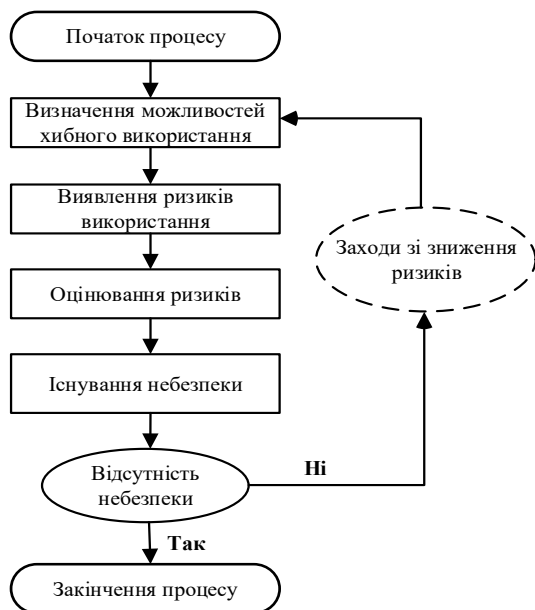 Початок процесу
Визначення можливостей
хибного використання
Виявлення ризиків
використання
Заходи зі зниження
ризиків
Оцінювання ризиків
Існування небезпеки
Відсутність
небезпеки
Ні
Так
Закінчення процесу